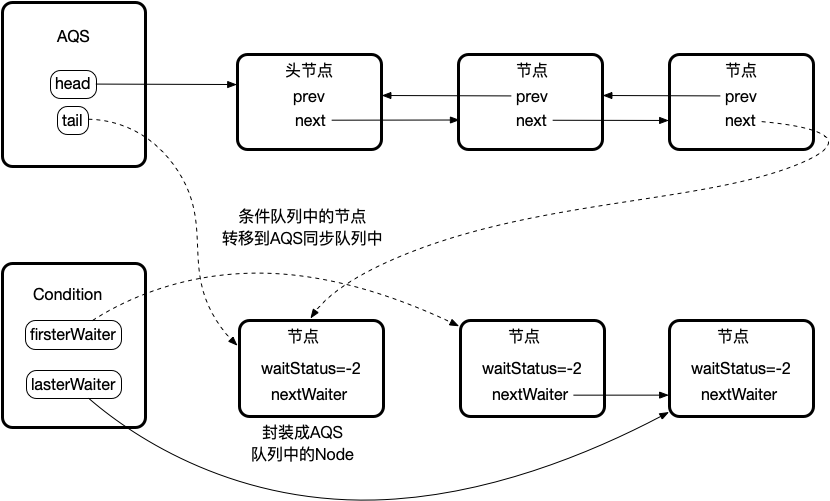 AQS
head
tail
头节点
prev
next
节点
prev
next
节点
prev
next
条件队列中的节点
转移到AQS同步队列中
Condition
firsterWaiter
lasterWaiter
节点
waitStatus=-2
nextWaiter
节点
waitStatus=-2
nextWaiter
节点
waitStatus=-2
nextWaiter
封装成AQS
队列中的Node